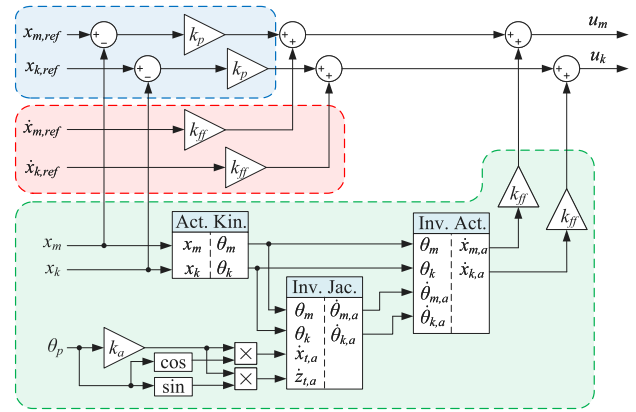 x_{m,ref} + − k_p + + + + u_m
x_{k,ref} + − k_p + + + + u_k
ẋ_{m,ref} k_{ff}
ẋ_{k,ref} k_{ff}
k_{ff} k_{ff}
Act. Kin. Inv. Act.
x_m x_m θ_m θ_m ẋ_{m,a}
x_k x_k θ_k θ_k ẋ_{k,a}
Inv. Jac. θ̇_{m,a}
θ_m θ̇_{m,a} θ̇_{k,a}
θ_k θ̇_{k,a}
θ_p k_a × ẋ_{t,a}
cos
sin × ż_{t,a}